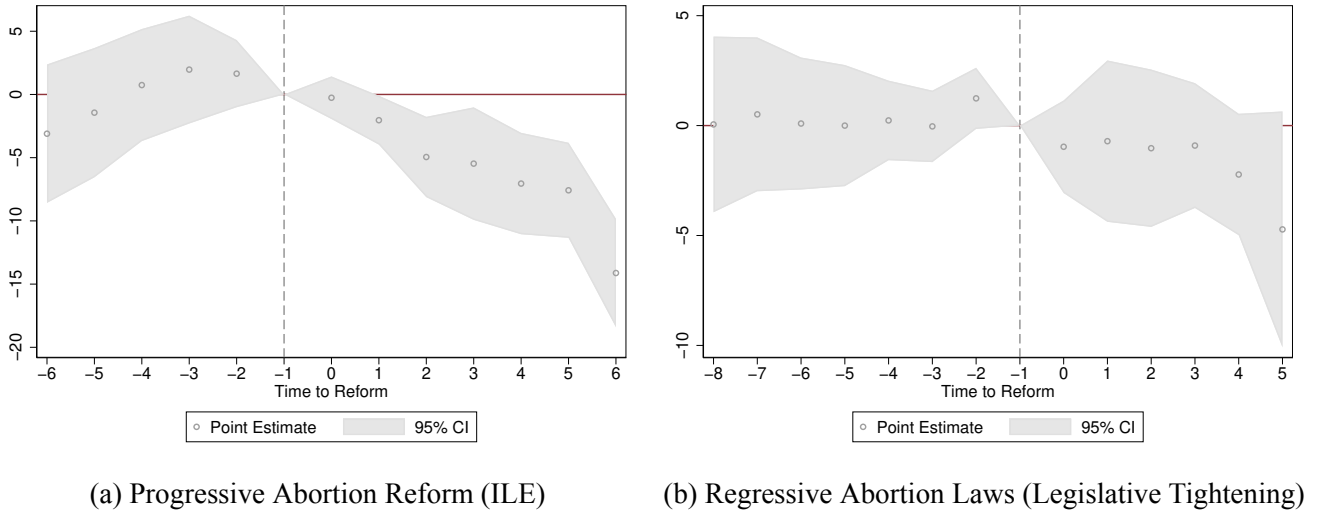 5
0
−5
−10
−15
−20
−6 −5 −4 −3 −2 −1 0 1 2 3 4 5 6
Time to Reform
Point Estimate 95% CI
(a) Progressive Abortion Reform (ILE)
5
0
−5
−10
−8 −7 −6 −5 −4 −3 −2 −1 0 1 2 3 4 5
Time to Reform
Point Estimate 95% CI
(b) Regressive Abortion Laws (Legislative Tightening)